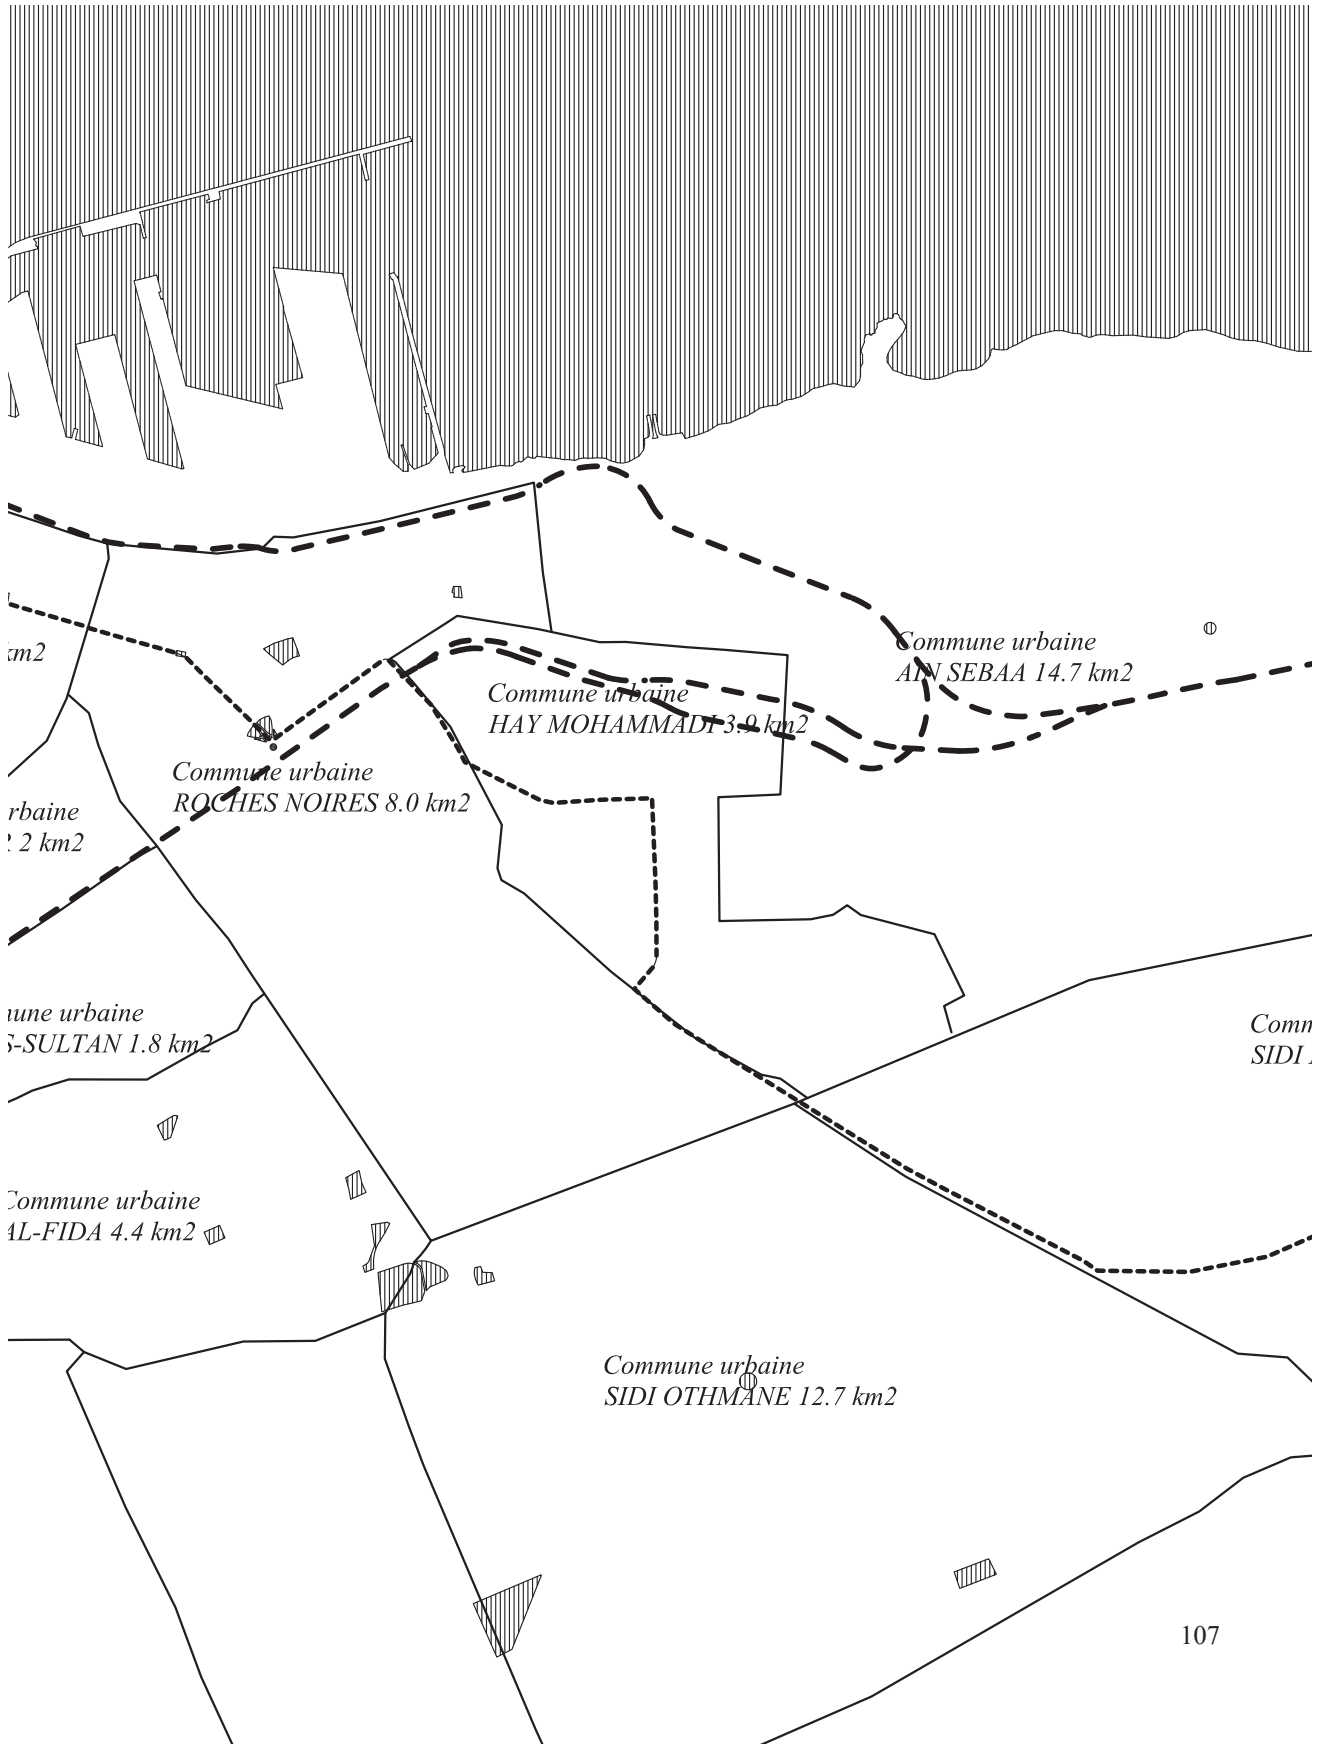 Commune urbaine
AIN SEBAA 14.7 km2
km2
Commune urbaine
HAY MOHAMMADI 3.9 km2
Commune urbaine
ROCHES NOIRES 8.0 km2
rbaine
2 km2
mune urbaine
S-SULTAN 1.8 km2
Comm
SIDI
Commune urbaine
AL-FIDA 4.4 km2
Commune urbaine
SIDI OTHMANE 12.7 km2
107